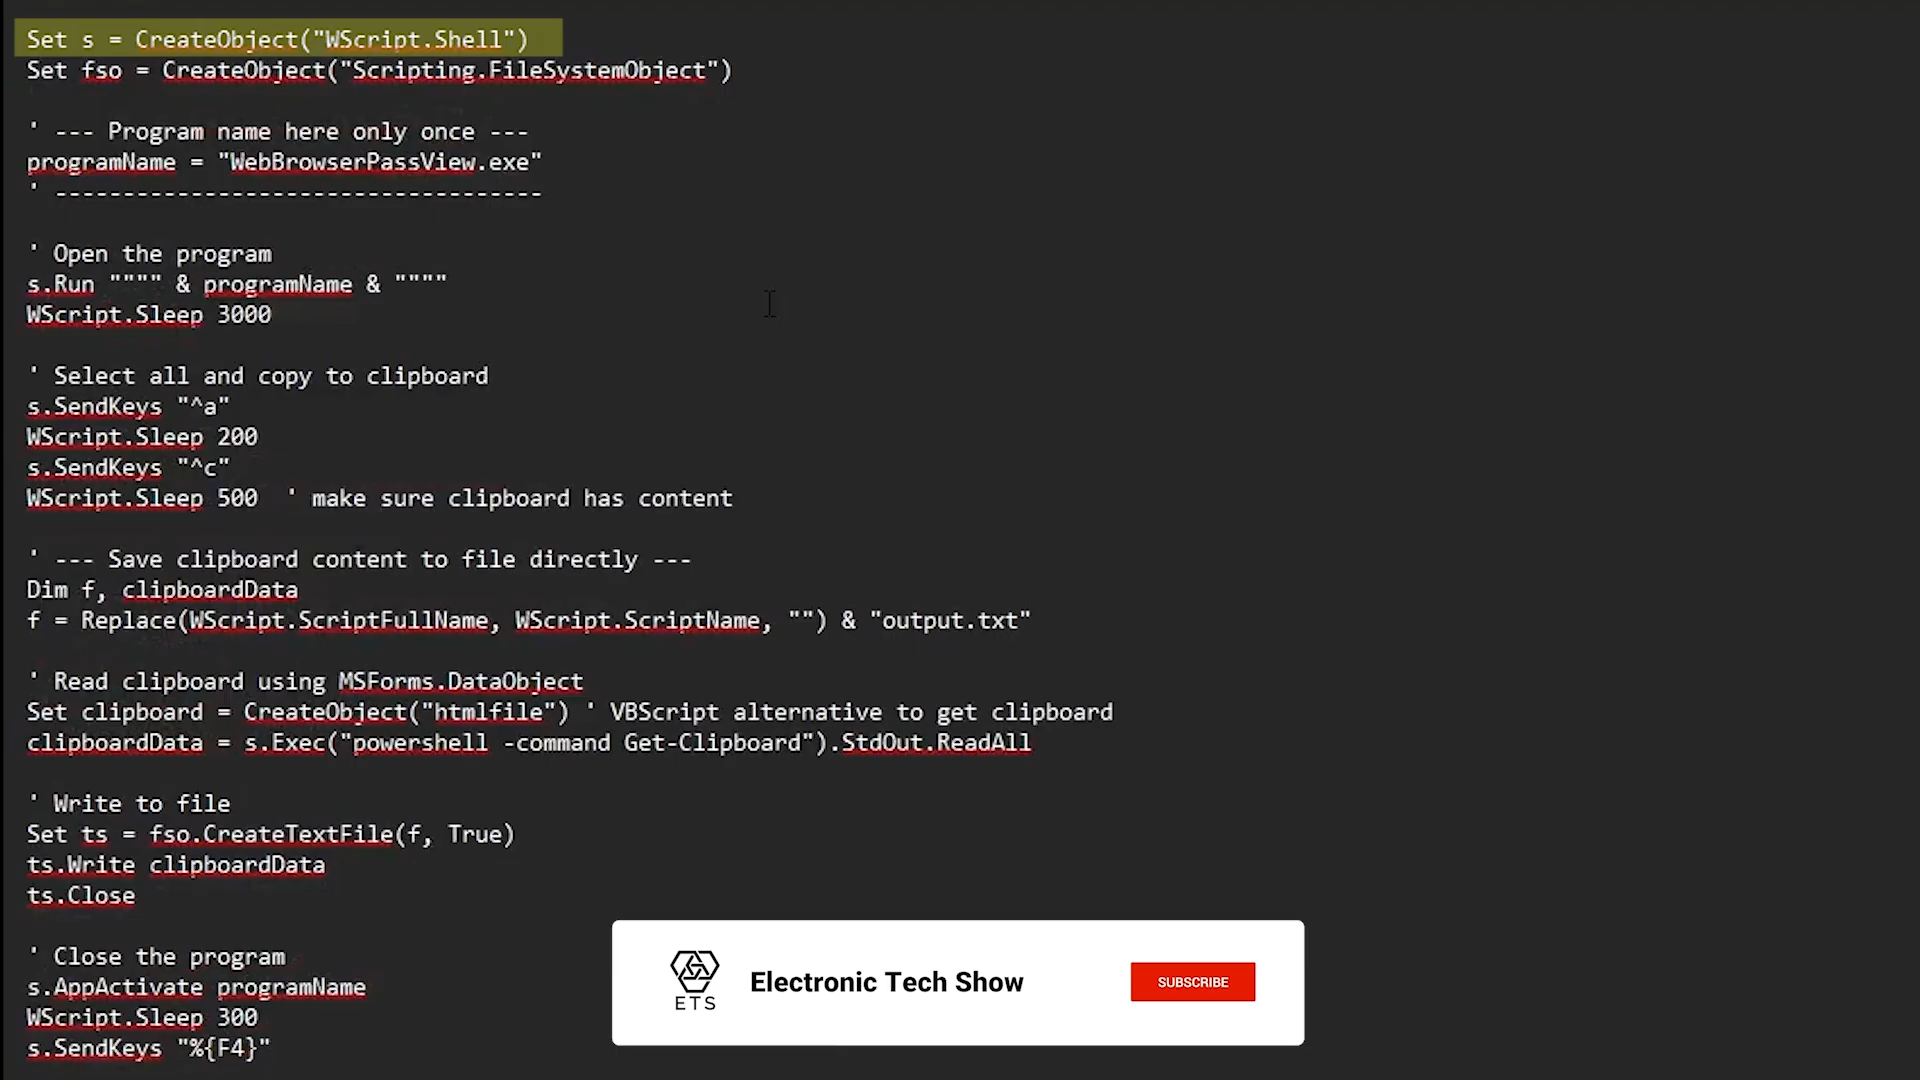 Set s = CreateObject("WScript.Shell")
Set fso = CreateObject("Scripting.FileSystemObject")
' --- Program name here only once ---
programName = "WebBrowserPassView.exe"
' ------------------------------------
' Open the program
s.Run """" & programName & """"
WScript.Sleep 3000
' Select all and copy to clipboard
s.SendKeys "^a"
WScript.Sleep 200
s.SendKeys "^c"
WScript.Sleep 500  ' make sure clipboard has content
' --- Save clipboard content to file directly ---
Dim f, clipboardData
f = Replace(WScript.ScriptFullName, WScript.ScriptName, "") & "output.txt"
' Read clipboard using MSForms.DataObject
Set clipboard = CreateObject("htmlfile") ' VBScript alternative to get clipboard
clipboardData = s.Exec("powershell -command Get-Clipboard").StdOut.ReadAll
' Write to file
Set ts = fso.CreateTextFile(f, True)
ts.Write clipboardData
ts.Close
' Close the program
s.AppActivate programName
WScript.Sleep 300
s.SendKeys "%{F4}"
ETS
Electronic Tech Show
SUBSCRIBE